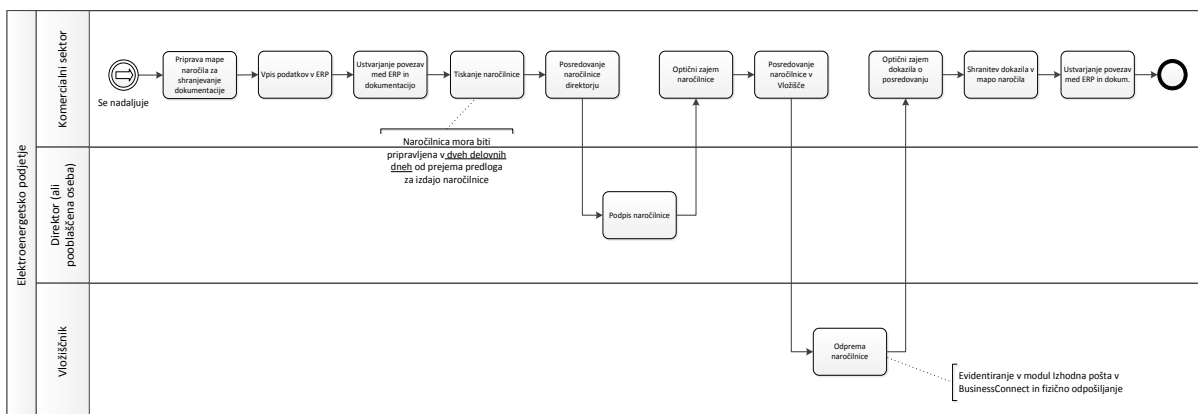 Elektroenergetsko podjetje
Komercialni sektor
Se nadaljuje
Priprava mape
naročila za
shranjevanje
dokumentacije
Vpis podatkov v ERP
Ustvarjanje povezav
med ERP in
dokumentacijo
Tiskanje naročilnice
Posredovanje
naročilnice
direktorju
Optični zajem
naročilnice
Posredovanje
naročilnice v
Vložišče
Optični zajem
dokazila o
posredovanju
Shranitev dokazila v
mapo naročila
Ustvarjanje povezav
med ERP in dokum.
Naročilnica mora biti
pripravljena v dveh delovnih
dneh od prejema predloga
za izdajo naročilnice
Direktor (ali
pooblaščena oseba)
Podpis naročilnice
Vložiščnik
Odprema
naročilnice
Evidentiranje v modul Izhodna pošta v
BusinessConnect in fizično odpošiljanje